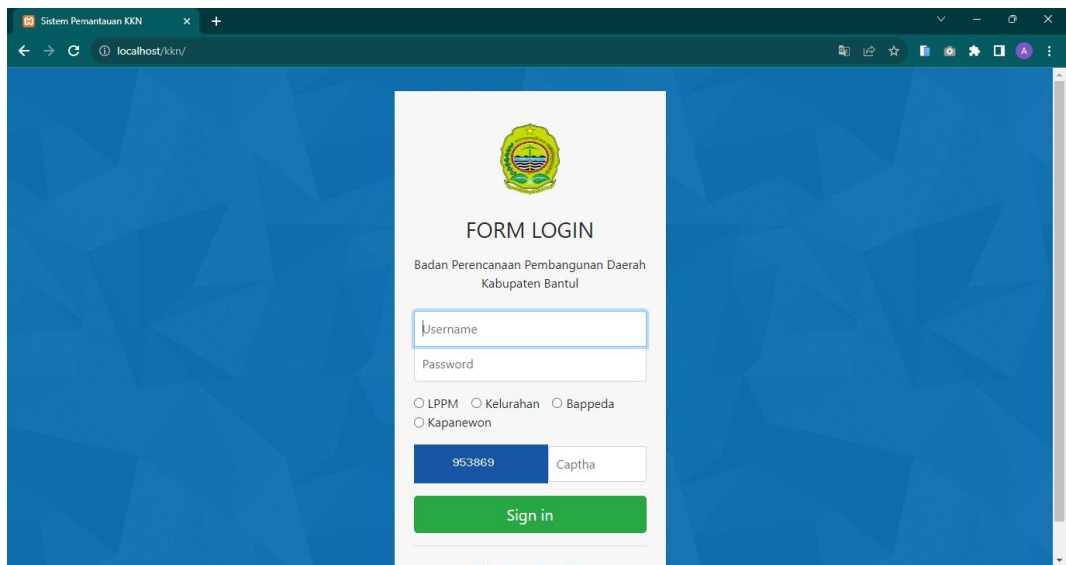 Sistem Pemantauan KKN
localhost/kkn/
A
FORM LOGIN
Badan Perencanaan Pembangunan Daerah
Kabupaten Bantul
Username
Password
LPPM Kelurahan Bappeda
Kapanewon
953869 Captha
Sign in